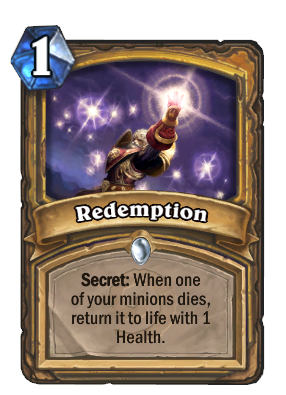 1
Redemption
Secret: When one
of your minions dies,
return it to life with 1
Health.